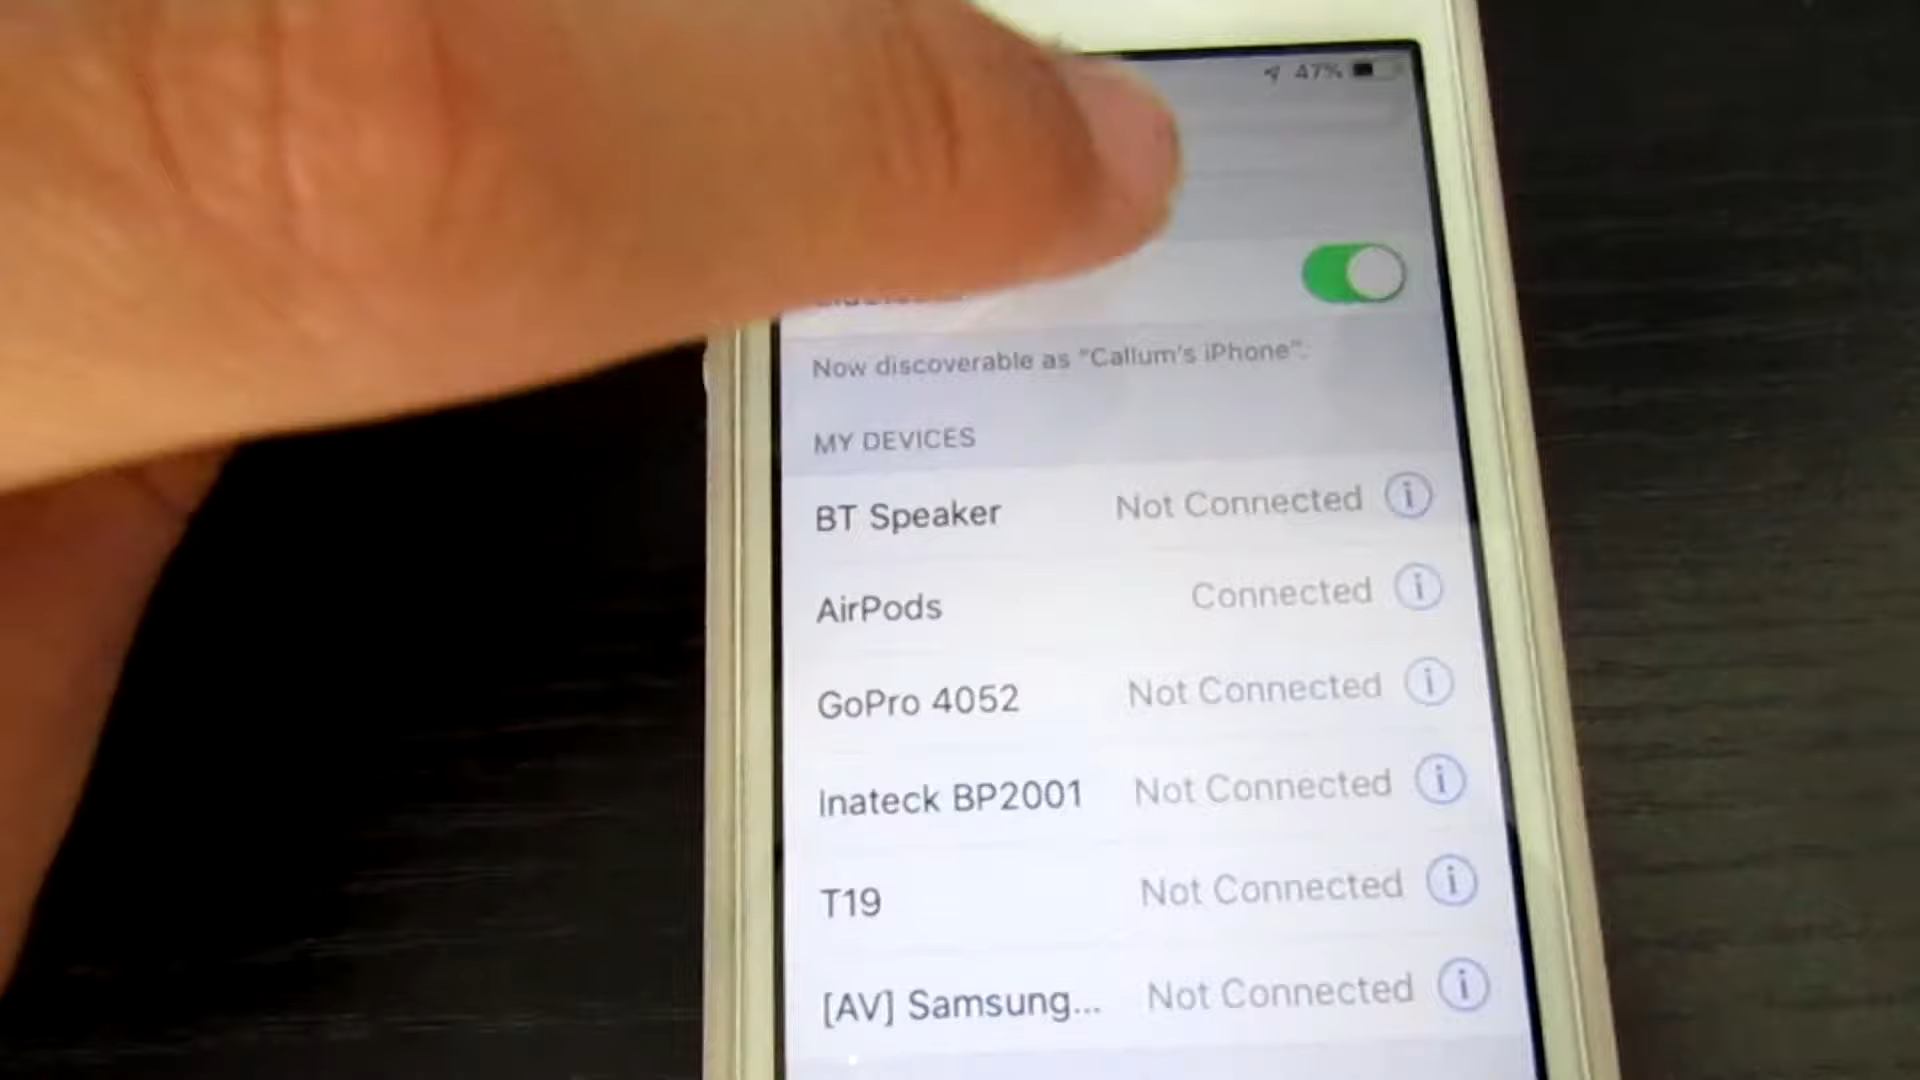 47%
Now discoverable as "Callum's iPhone".
MY DEVICES
BT Speaker Not Connected
AirPods Connected
GoPro 4052 Not Connected
Inateck BP2001 Not Connected
T19 Not Connected
[AV] Samsung... Not Connected